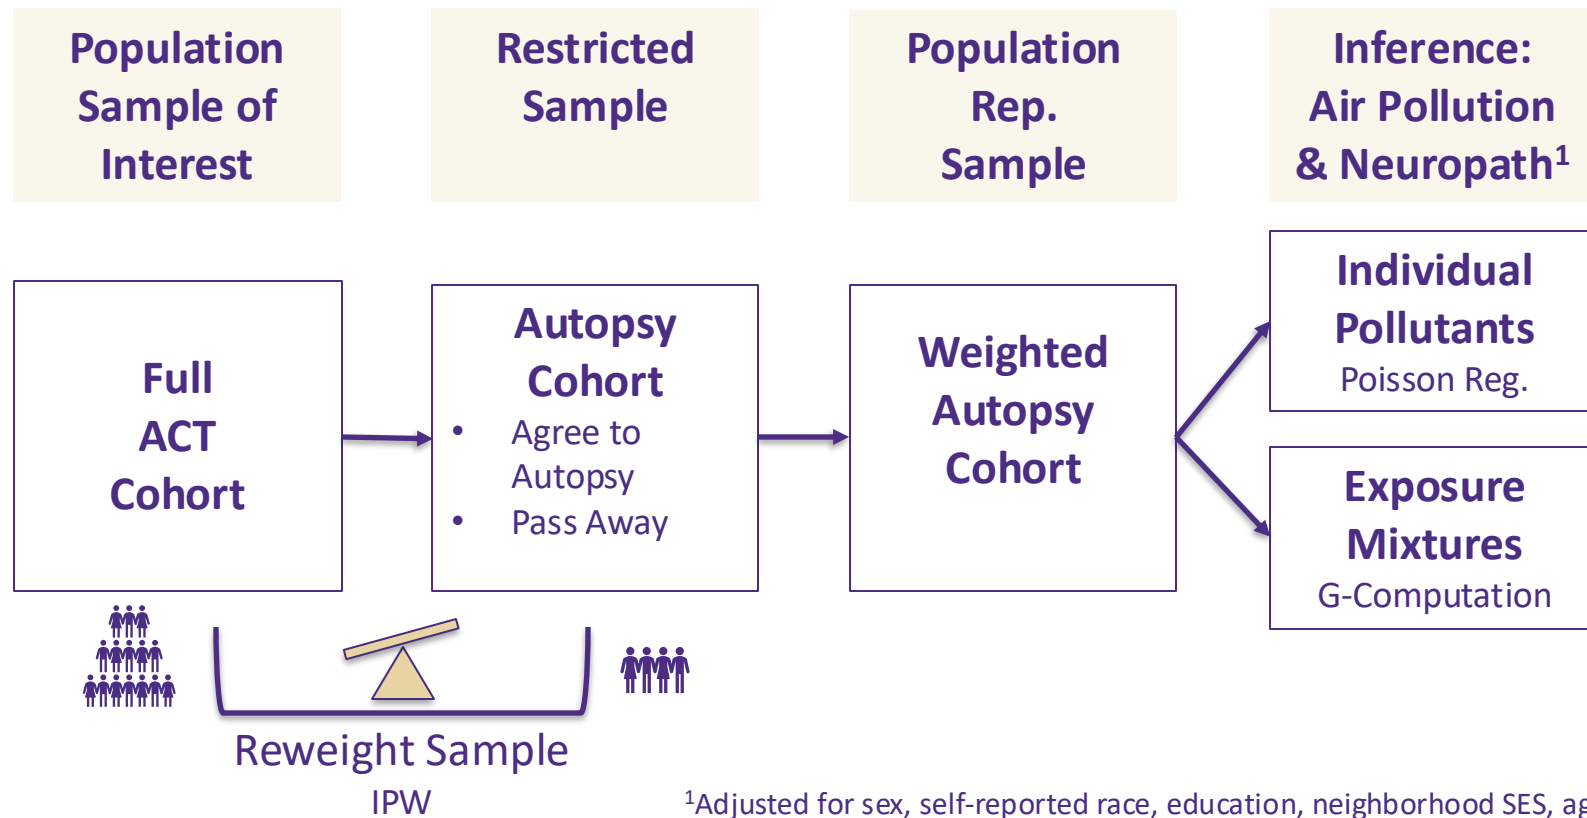 Population
Sample of
Interest
Restricted
Sample
Population
Rep.
Sample
Inference:
Air Pollution
& Neuropath¹
Full
ACT
Cohort
Autopsy
Cohort
• Agree to
Autopsy
• Pass Away
Weighted
Autopsy
Cohort
Individual
Pollutants
Poisson Reg.
Exposure
Mixtures
G-Computation
Reweight Sample
IPW
¹Adjusted for sex, self-reported race, education, neighborhood SES,